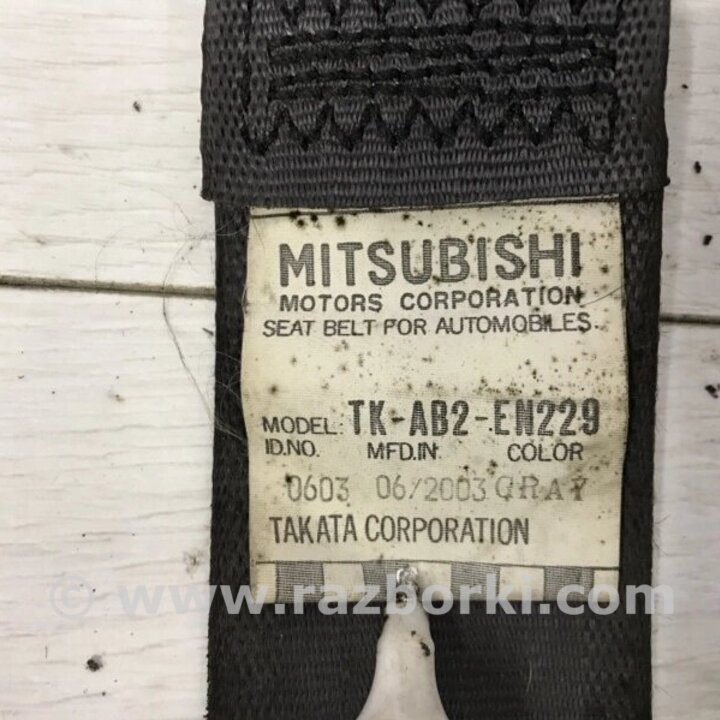 MITSUBISHI
MOTORS CORPORATION
SEAT BELT FOR AUTOMOBILES.
MODEL: TK-AB2-EN229
ID.NO. MFD.IN COLOR
0603 06/2003 GRAY
TAKATA CORPORATION
© www.razborki.com